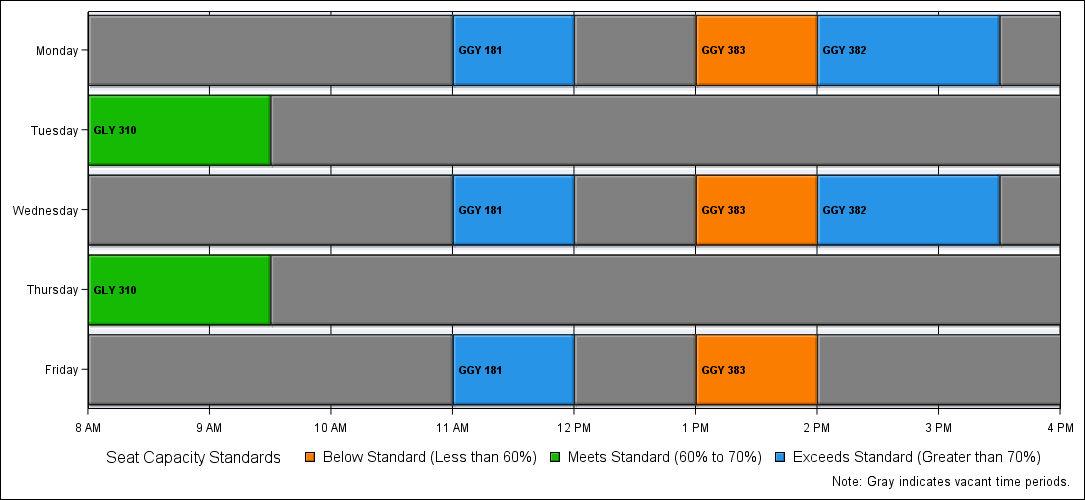 Monday
GGY 181
GGY 383
GGY 382
Tuesday
GLY 310
Wednesday
GGY 181
GGY 383
GGY 382
Thursday
GLY 310
Friday
GGY 181
GGY 383
8 AM 9 AM 10 AM 11 AM 12 PM 1 PM 2 PM 3 PM 4 PM
Seat Capacity Standards Below Standard (Less than 60%) Meets Standard (60% to 70%) Exceeds Standard (Greater than 70%)
Note: Gray indicates vacant time periods.